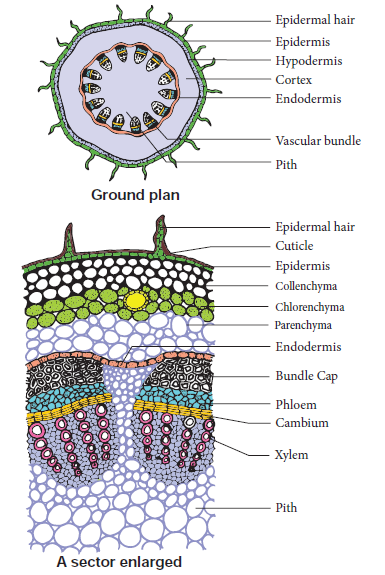 Epidermal hair
Epidermis
Hypodermis
Cortex
Endodermis
Vascular bundle
Pith
Ground plan
Epidermal hair
Cuticle
Epidermis
Collenchyma
Chlorenchyma
Parenchyma
Endodermis
Bundle Cap
Phloem
Cambium
Xylem
Pith
A sector enlarged